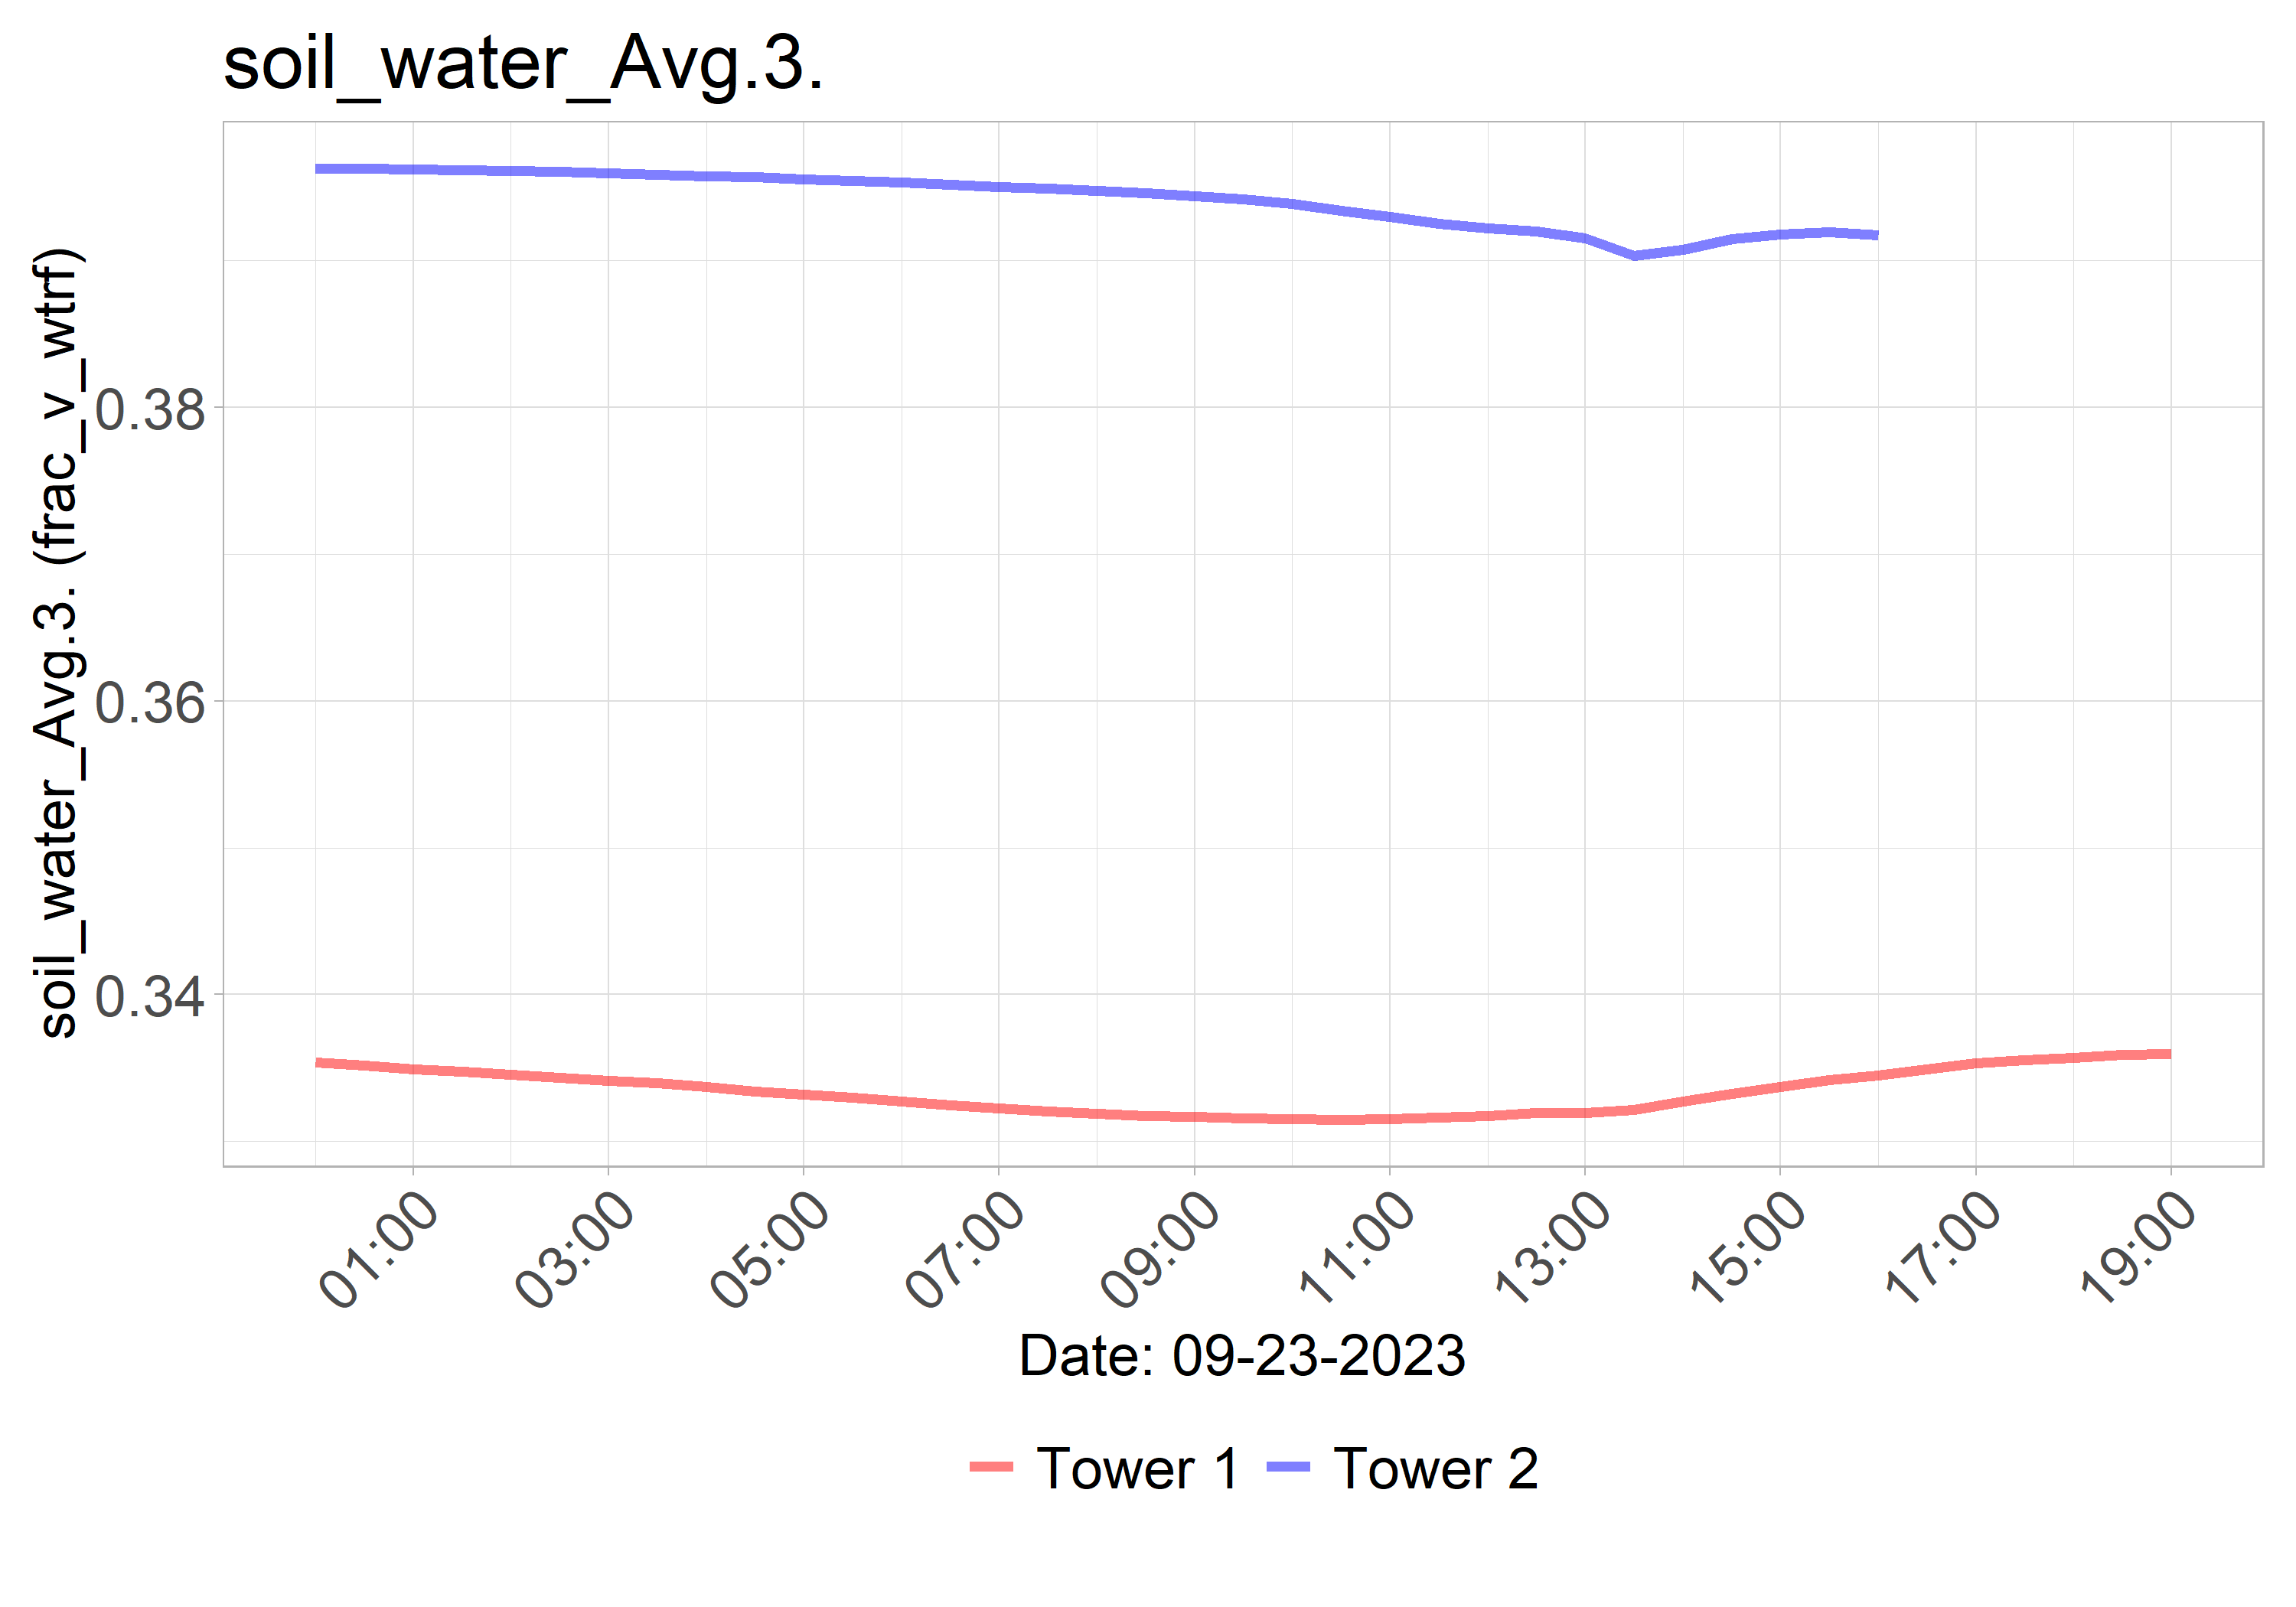 soil_water_Avg.3.
soil_water_Avg.3. (frac_v_wtrf)
0.38
0.36
0.34
01:00
03:00
05:00
07:00
09:00
11:00
13:00
15:00
17:00
19:00
Date: 09-23-2023
Tower 1
Tower 2